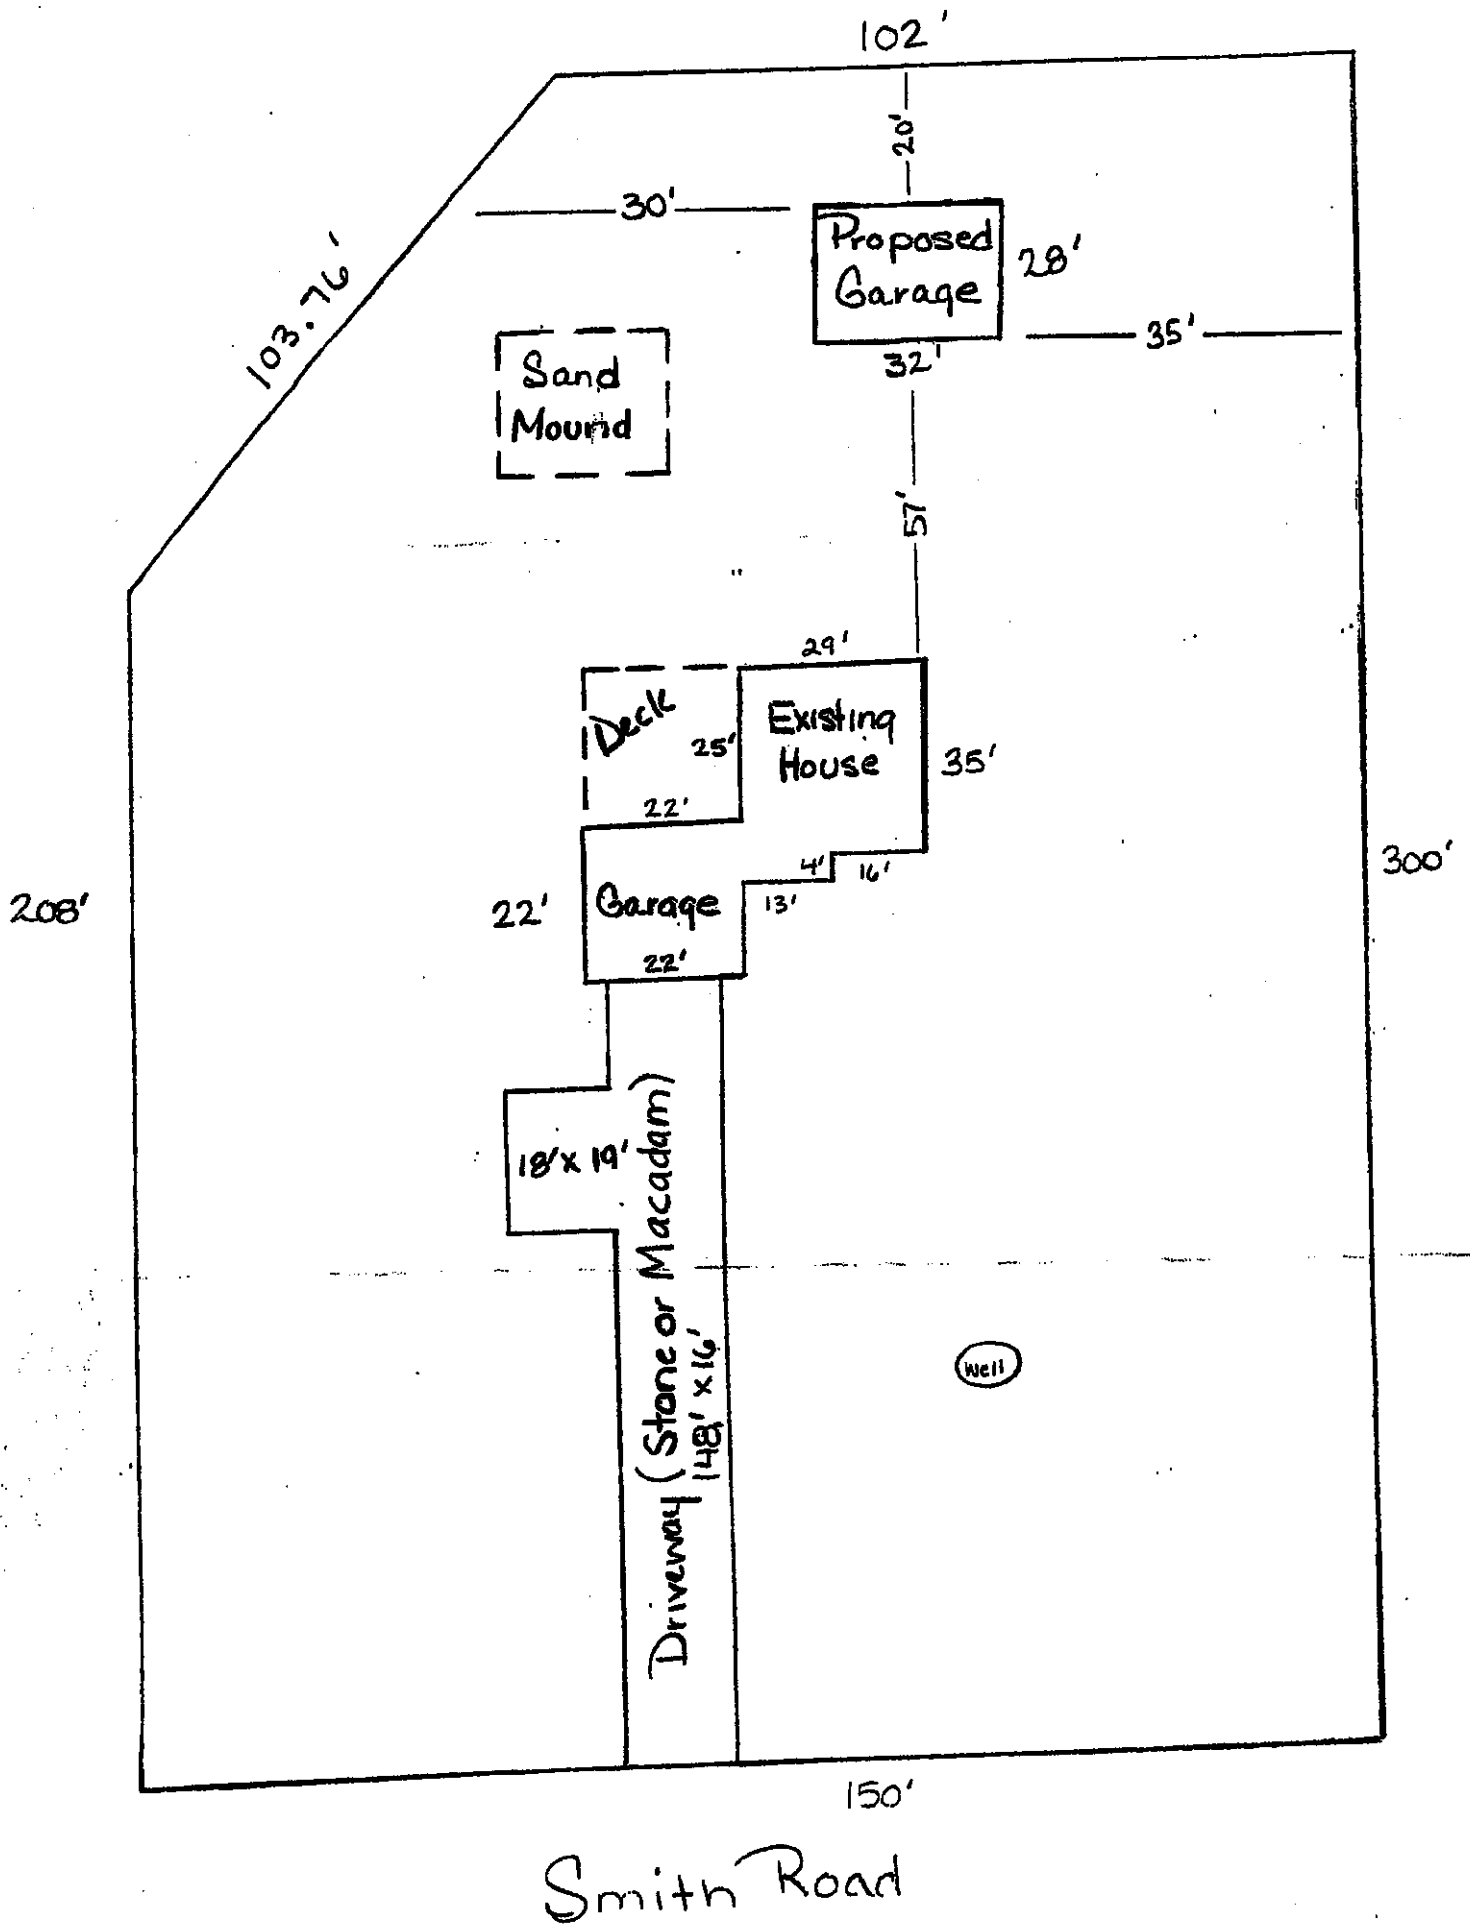 102'
20'
30'
Proposed
Garage
28'
103.76'
35'
32'
Sand
Mound
57'
29'
Deck
Existing
House
25'
35'
22'
4'
16'
300'
208'
22'
Garage
13'
22'
18' x 19'
Driveway (Stone or Macadam)
148' x 16'
Well
150'
Smith Road